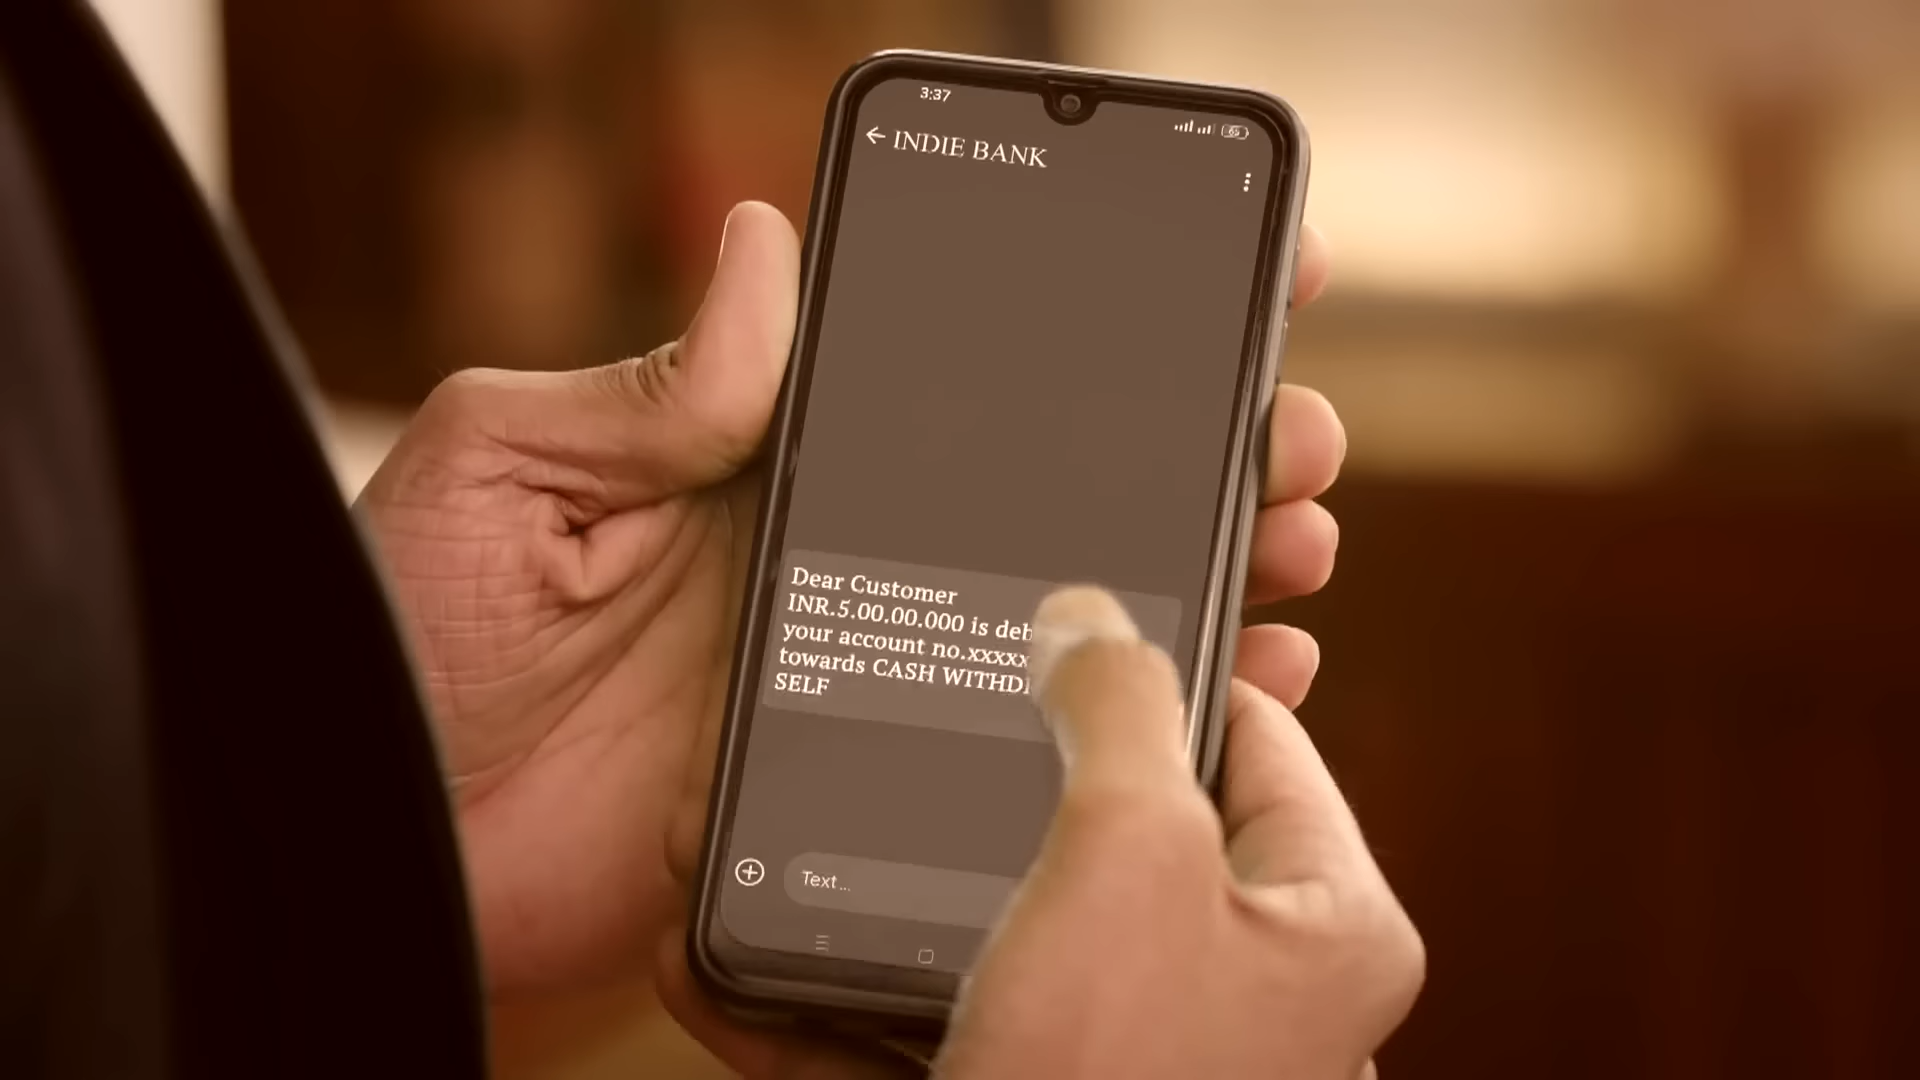 3:37
65
INDIE BANK
Dear Customer
INR.5.00.00.000 is deb
your account no.xxxxx
towards CASH WITHD
SELF
Text...